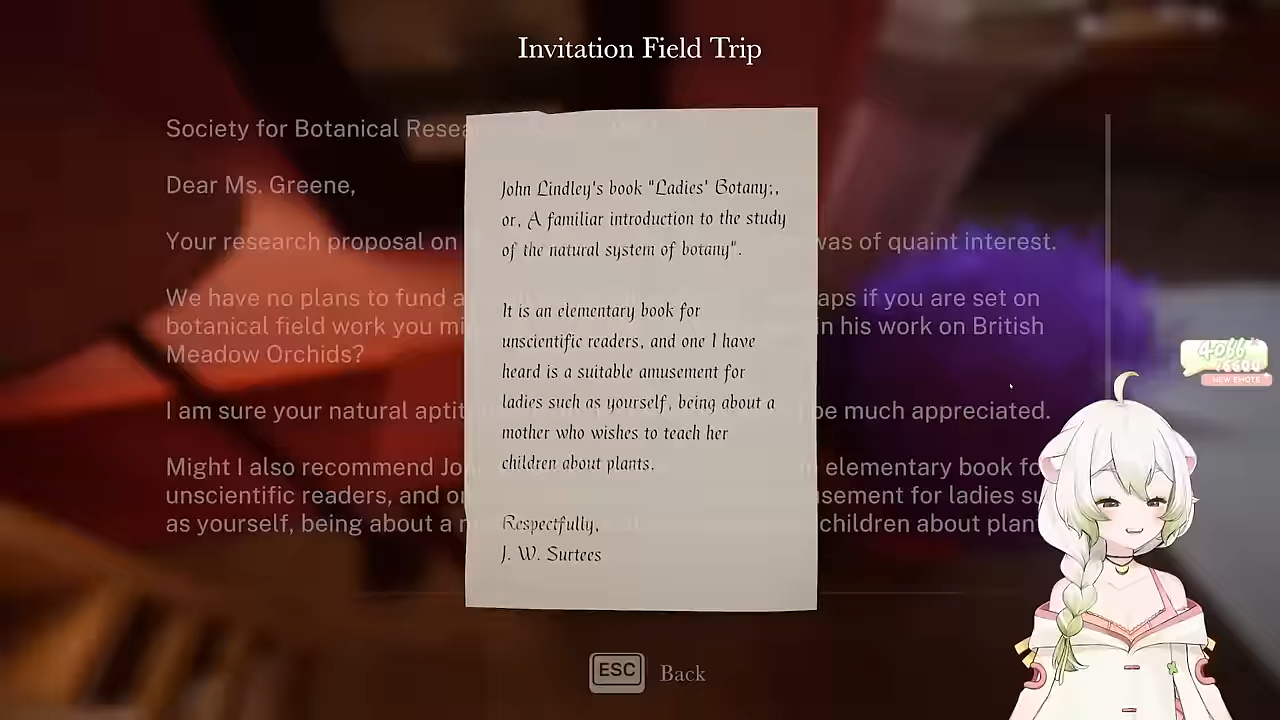 Invitation Field Trip
Society for Botanical Resea
Dear Ms. Greene,
Your research proposal on
was of quaint interest.
We have no plans to fund a
aps if you are set on
botanical field work you mi
in his work on British
Meadow Orchids?
I am sure your natural aptit
be much appreciated.
Might I also recommend Jo
elementary book fo
unscientific readers, and or
usement for ladies su
as yourself, being about a m
children about plan
John Lindley's book "Ladies' Botany;,
or, A familiar introduction to the study
of the natural system of botany".
It is an elementary book for
unscientific readers, and one I have
heard is a suitable amusement for
ladies such as yourself, being about a
mother who wishes to teach her
children about plants.
Respectfully,
J. W. Surtees
4066
/6600
NEW EMOTE
ESC Back